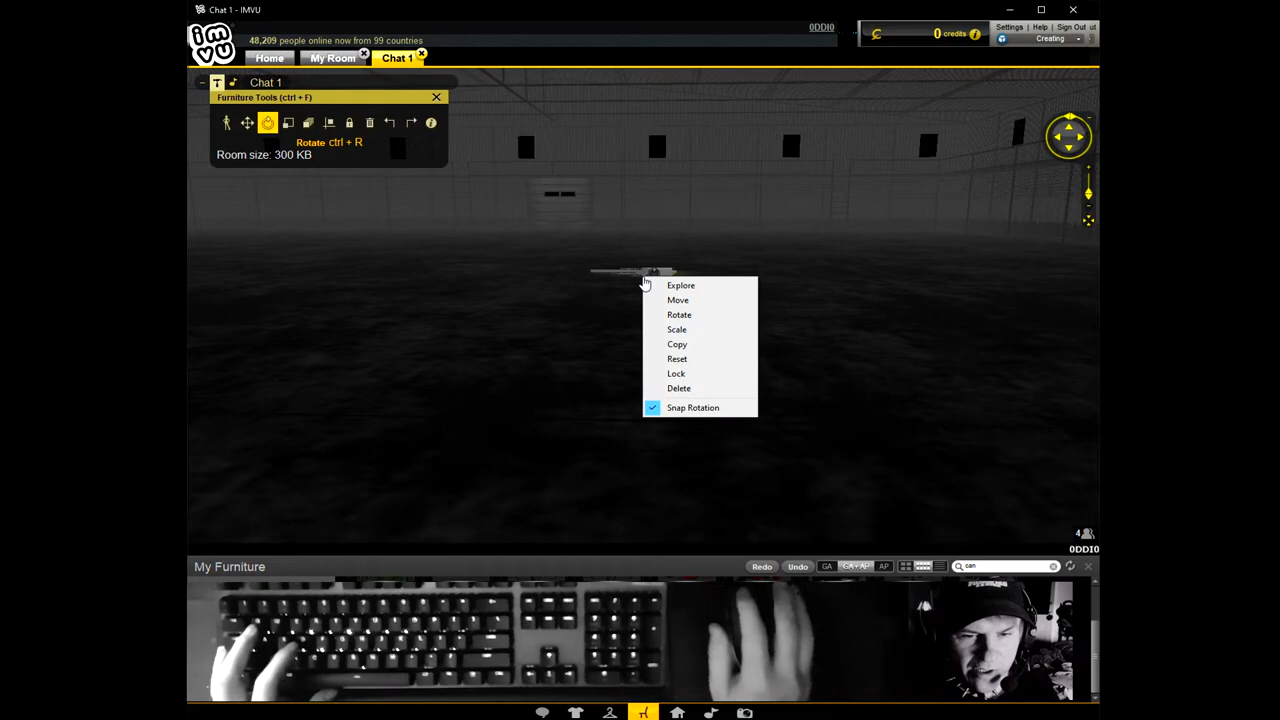 Chat 1 - IMVU
imvu
48,209 people online now from 99 countries
0DDI0
0 credits
Settings | Help | Sign Out
Creating
Home
My Room
Chat 1
T
Chat 1
Furniture Tools (ctrl + F)
Rotate ctrl + R
Room size: 300 KB
Explore
Move
Rotate
Scale
Copy
Reset
Lock
Delete
Snap Rotation
4
0DDI0
My Furniture
Redo
Undo
GA
GA+AP
AP
can